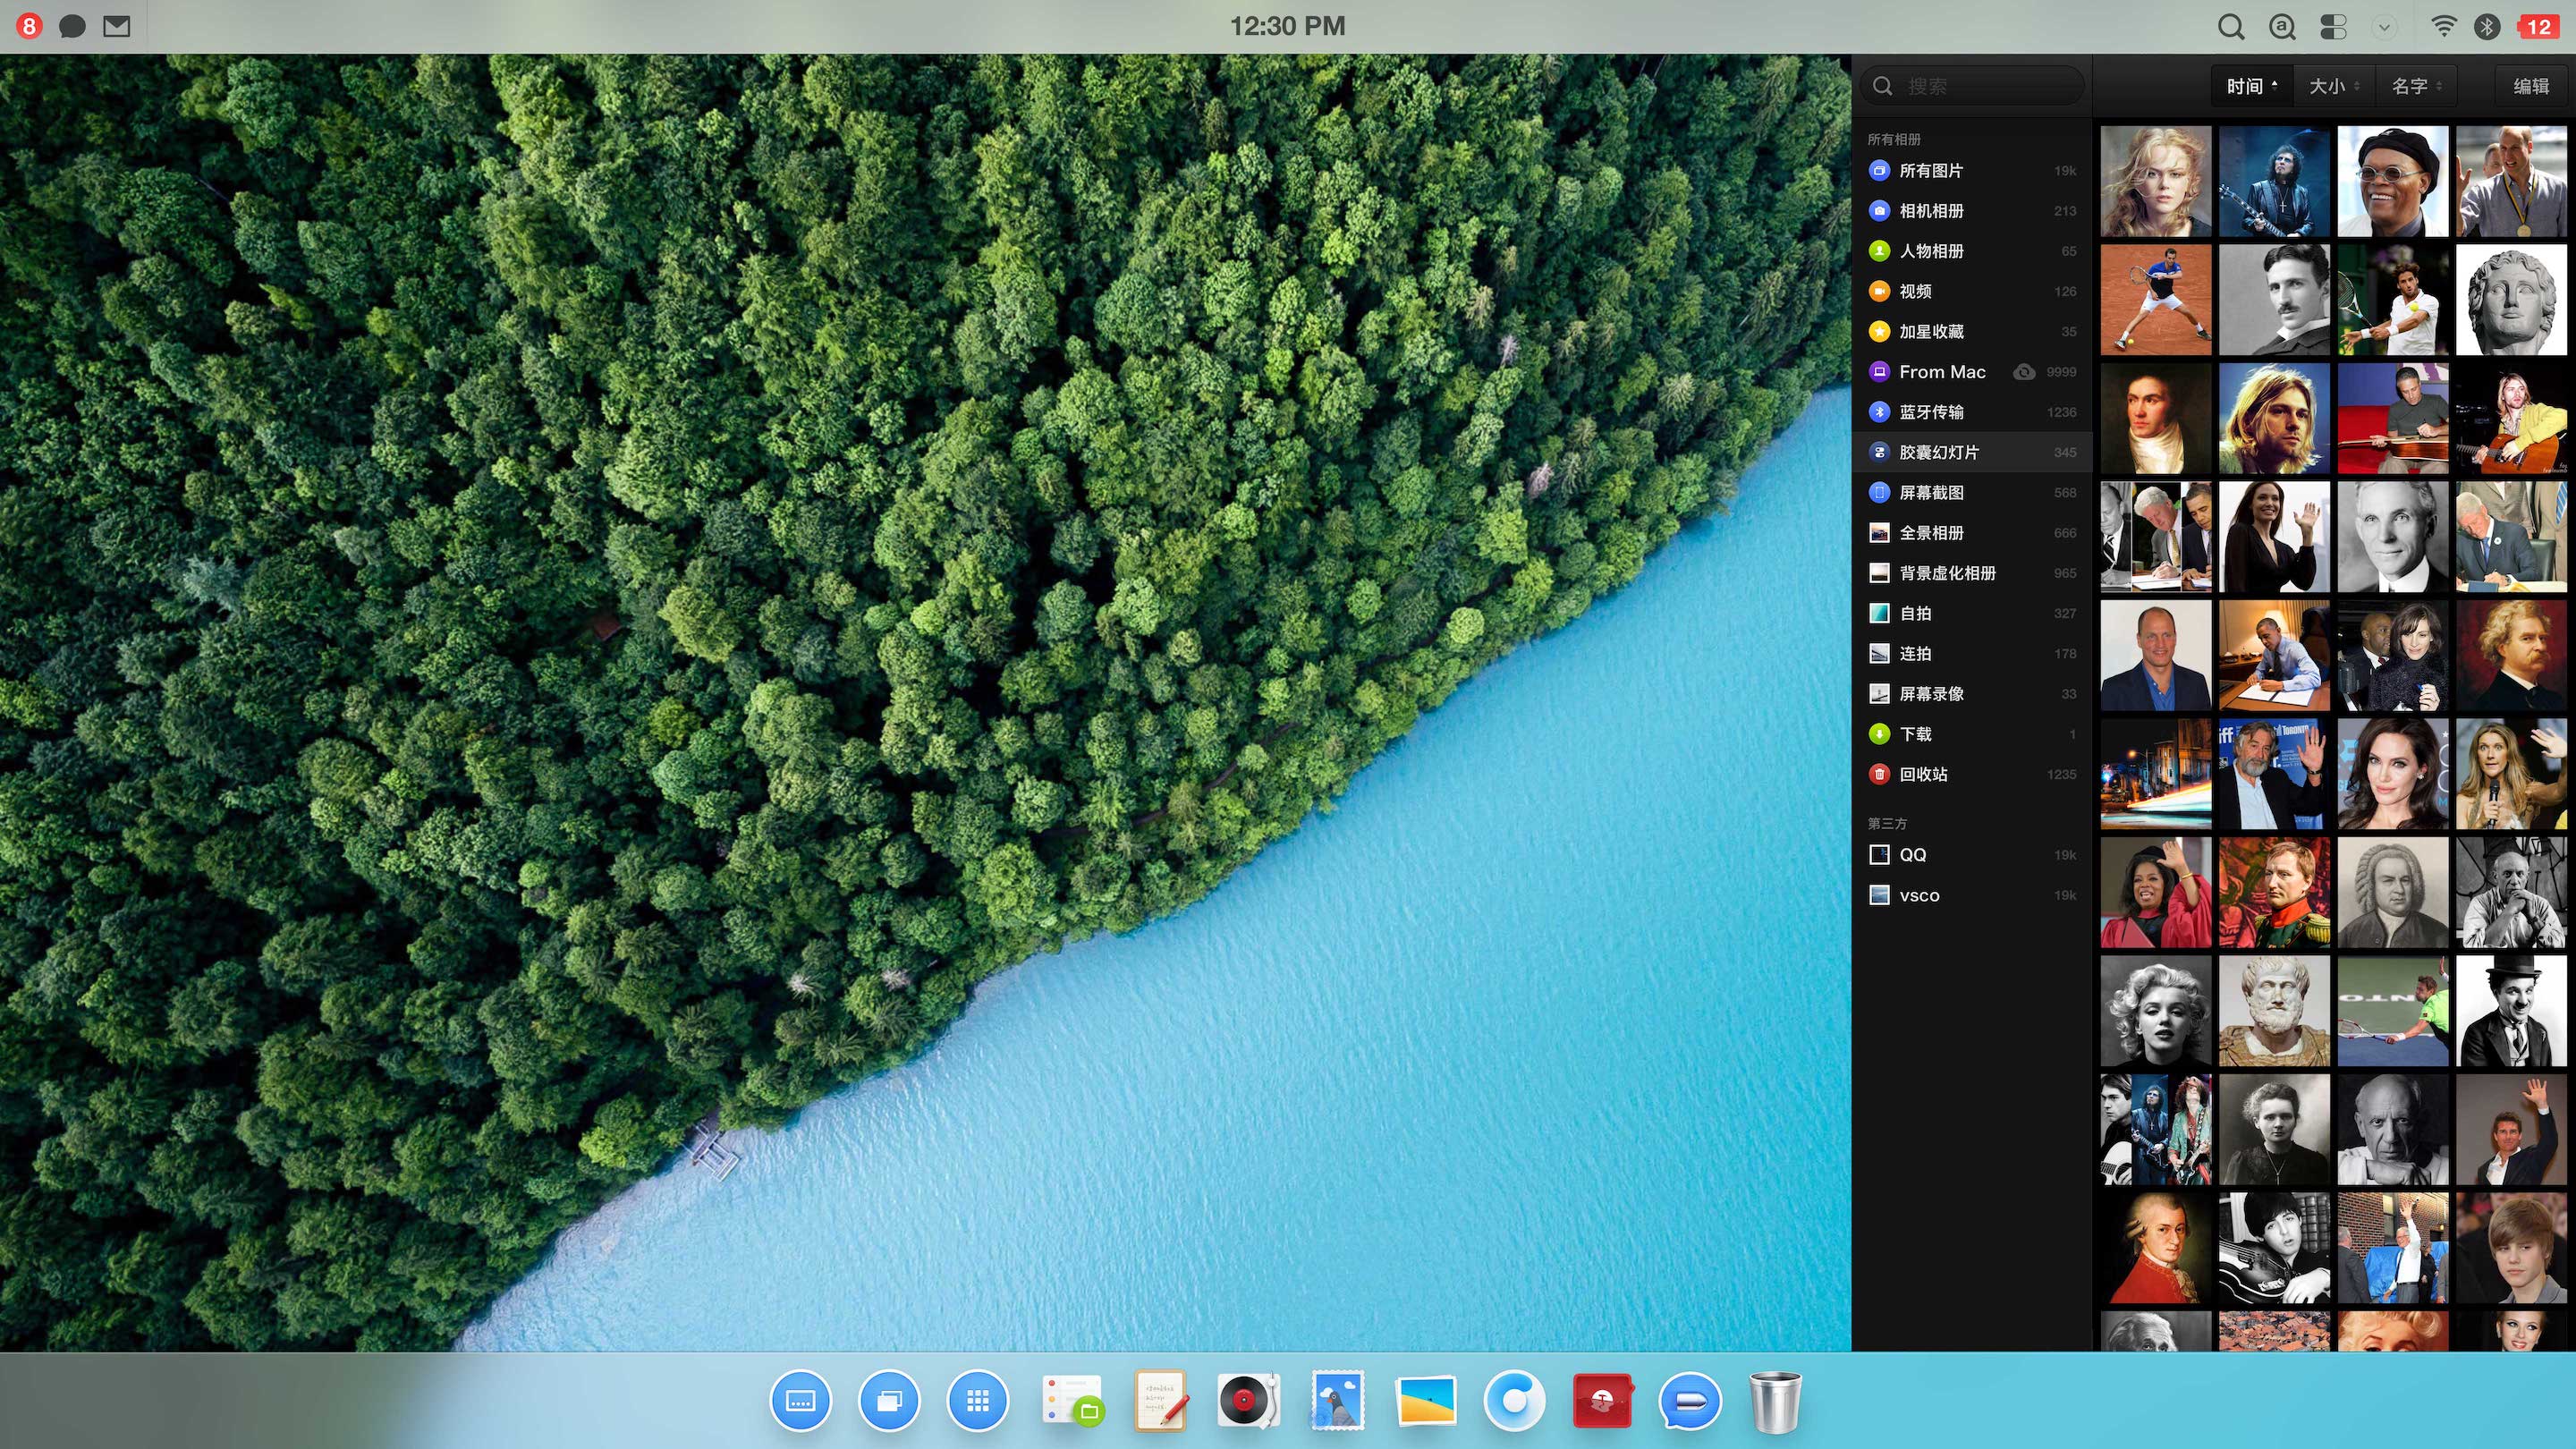 8
12:30 PM
12
搜索
时间
大小
名字
编辑
所有相册
所有图片 19k
相机相册 213
人物相册 65
视频 126
加星收藏 35
From Mac 9999
蓝牙传输 1236
胶囊幻灯片 345
屏幕截图 568
全景相册 666
背景虚化相册 965
自拍 327
连拍 178
屏幕录像 33
下载 1
回收站 1235
第三方
QQ 19k
vsco 19k